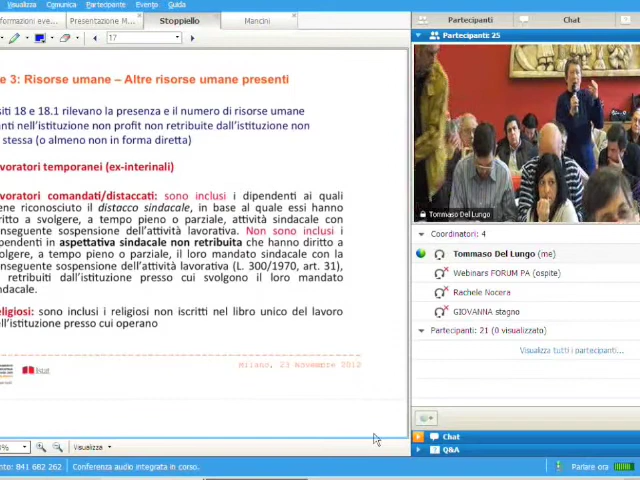 Visualizza Comunica Partecipante Evento Guida
formazioni eve... Presentazione M... Stoppiello Mancini
17
e 3: Risorse umane – Altre risorse umane presenti
siti 18 e 18.1 rilevano la presenza e il numero di risorse umane
nti nell'istituzione non profit non retribuite dall'istituzione non
stessa (o almeno non in forma diretta)
voratori temporanei (ex-interinali)
voratori comandati/distaccati: sono inclusi i dipendenti ai quali
ene riconosciuto il distacco sindacale, in base al quale essi hanno
ritto a svolgere, a tempo pieno o parziale, attività sindacale con
nseguente sospensione dell'attività lavorativa. Non sono inclusi i
pendenti in aspettativa sindacale non retribuita che hanno diritto a
olgere, a tempo pieno o parziale, il loro mandato sindacale con la
nseguente sospensione dell'attività lavorativa (L. 300/1970, art. 31),
retribuiti dall'istituzione presso cui svolgono il loro mandato
ndacale.
ligiosi: sono inclusi i religiosi non iscritti nel libro unico del lavoro
ell'istituzione presso cui operano
Istat
Milano, 23 novembre 2012
% Visualizza
nto: 841 682 262 Conferenza audio integrata in corso.
Partecipanti Chat
Partecipanti: 25
Tommaso Del Lungo
Coordinatori: 4
Tommaso Del Lungo (me)
Webinars FORUM PA (ospite)
Rachele Nocera
GIOVANNA stagno
Partecipanti: 21 (0 visualizzato)
Visualizza tutti i partecipanti...
Chat
Q&A
Parlare ora